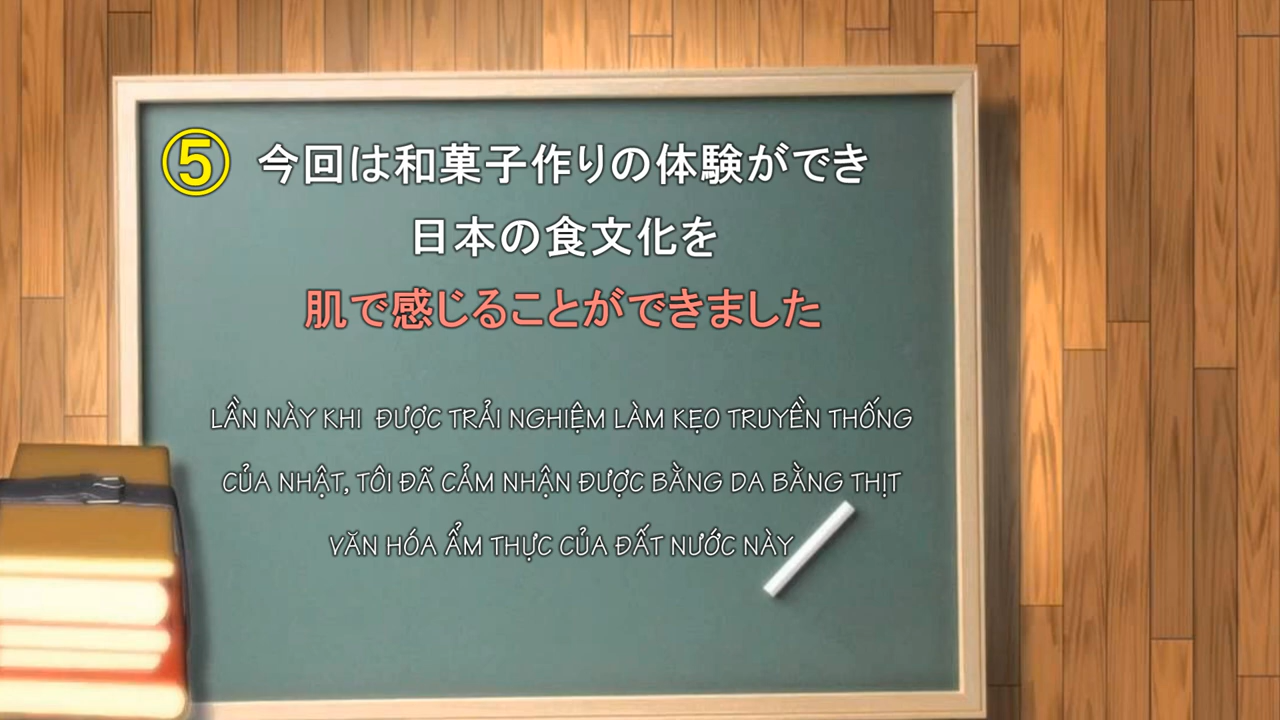 ⑤ 今回は和菓子作りの体験ができ
日本の食文化を
肌で感じることができました
LẦN NÀY KHI ĐƯỢC TRẢI NGHIỆM LÀM KẸO TRUYỀN THỐNG
CỦA NHẬT, TÔI ĐÃ CẢM NHẬN ĐƯỢC BẰNG DA BẰNG THỊT
VĂN HÓA ẨM THỰC CỦA ĐẤT NƯỚC NÀY